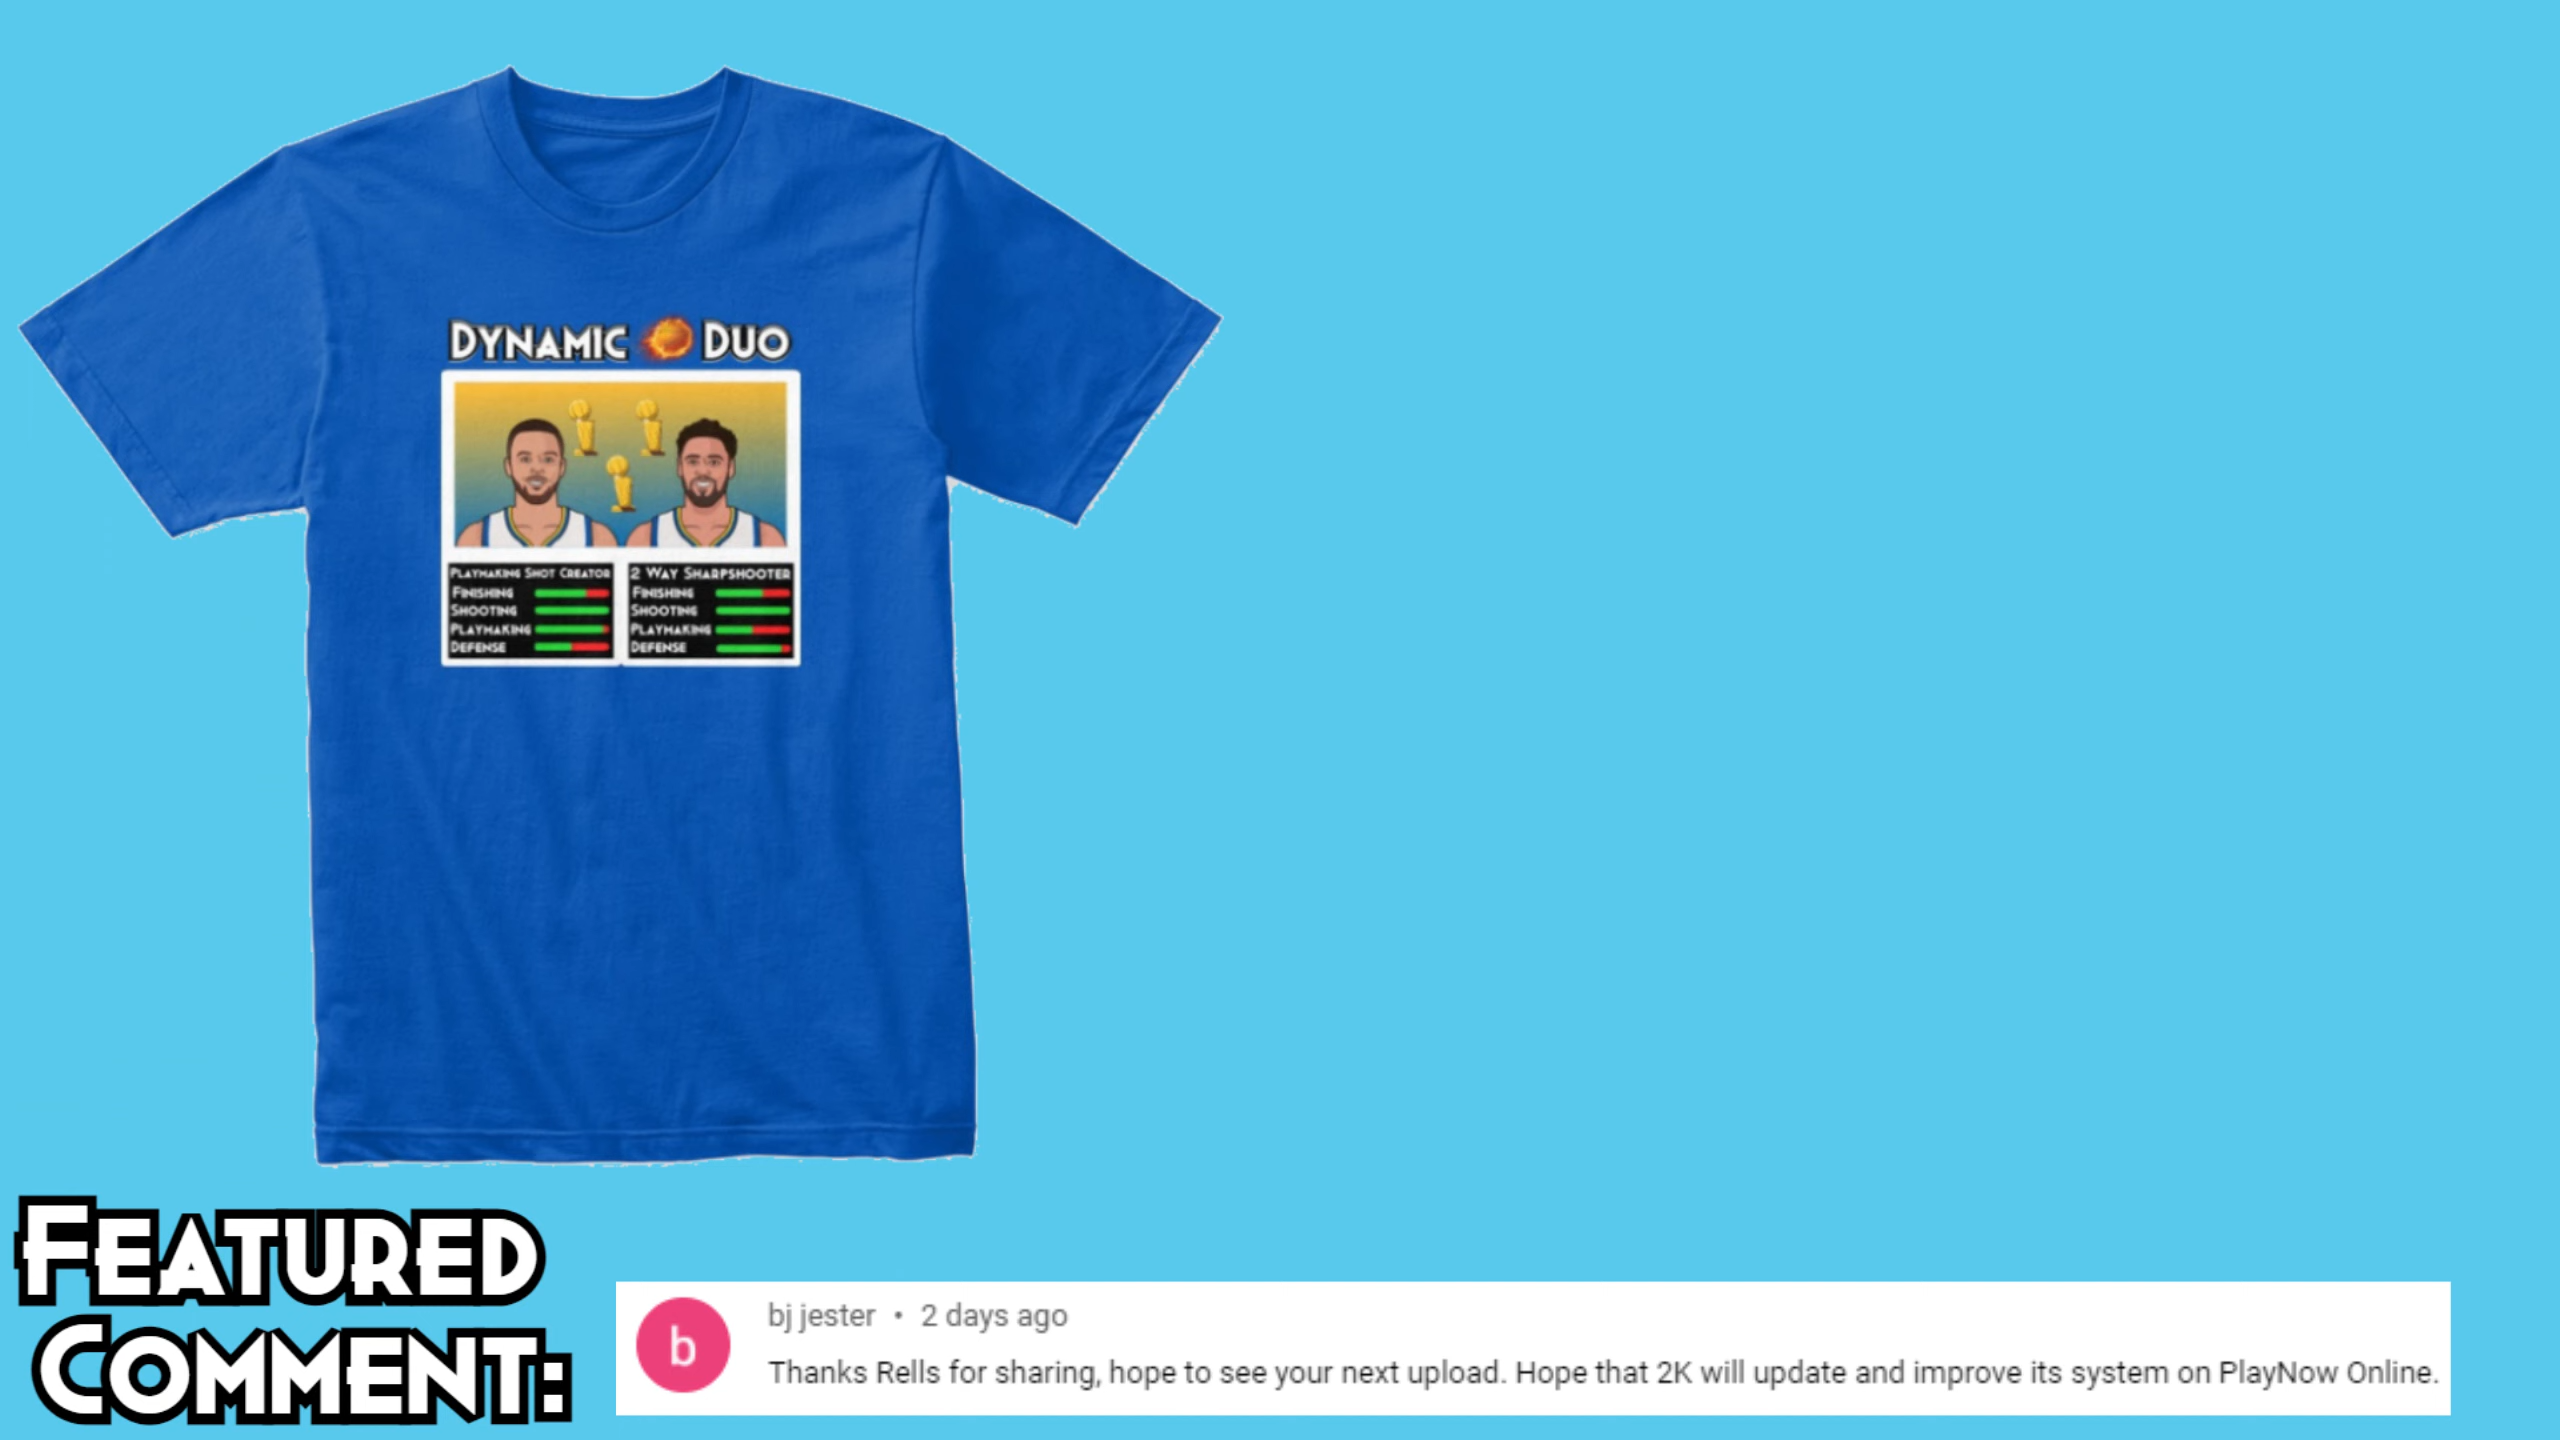 DYNAMIC DUO
PLAYMAKING SHOT CREATOR
FINISHING
SHOOTING
PLAYMAKING
DEFENSE
2 WAY SHARPSHOOTER
FINISHING
SHOOTING
PLAYMAKING
DEFENSE
FEATURED
COMMENT:
b
bj jester • 2 days ago
Thanks Rells for sharing, hope to see your next upload. Hope that 2K will update and improve its system on PlayNow Online.